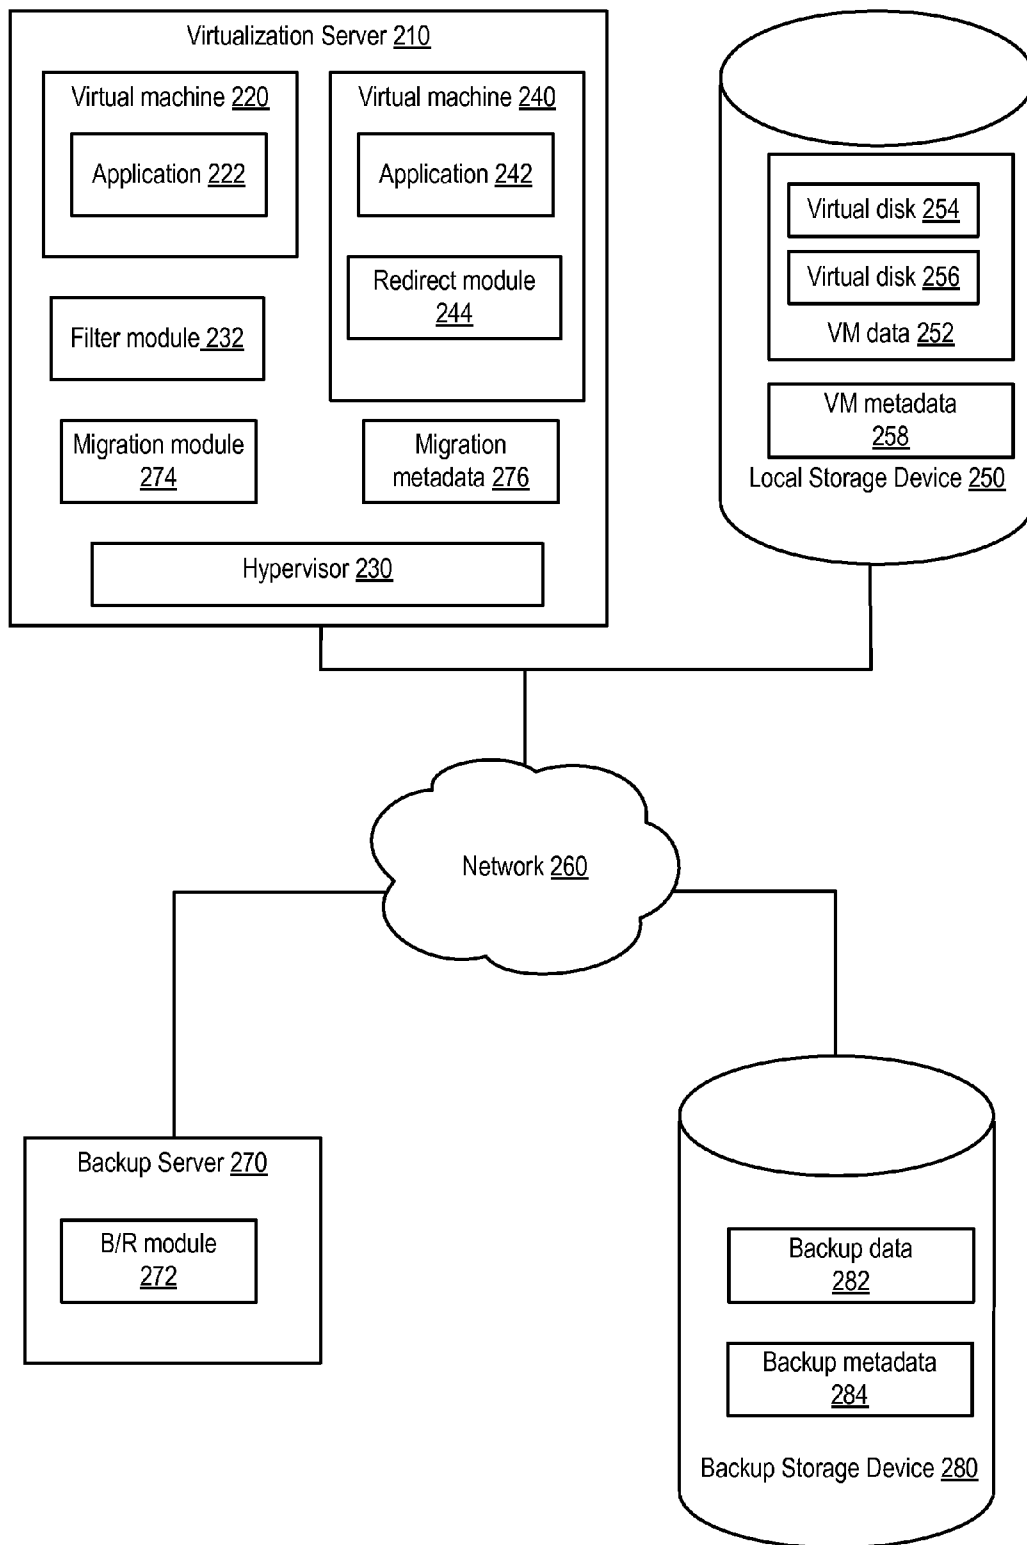 Virtualization Server 210
Virtual machine 220
Application 222
Virtual machine 240
Application 242
Redirect module
244
Filter module 232
Migration module
274
Migration
metadata 276
Hypervisor 230
Virtual disk 254
Virtual disk 256
VM data 252
VM metadata
258
Local Storage Device 250
Network 260
Backup Server 270
B/R module
272
Backup data
282
Backup metadata
284
Backup Storage Device 280